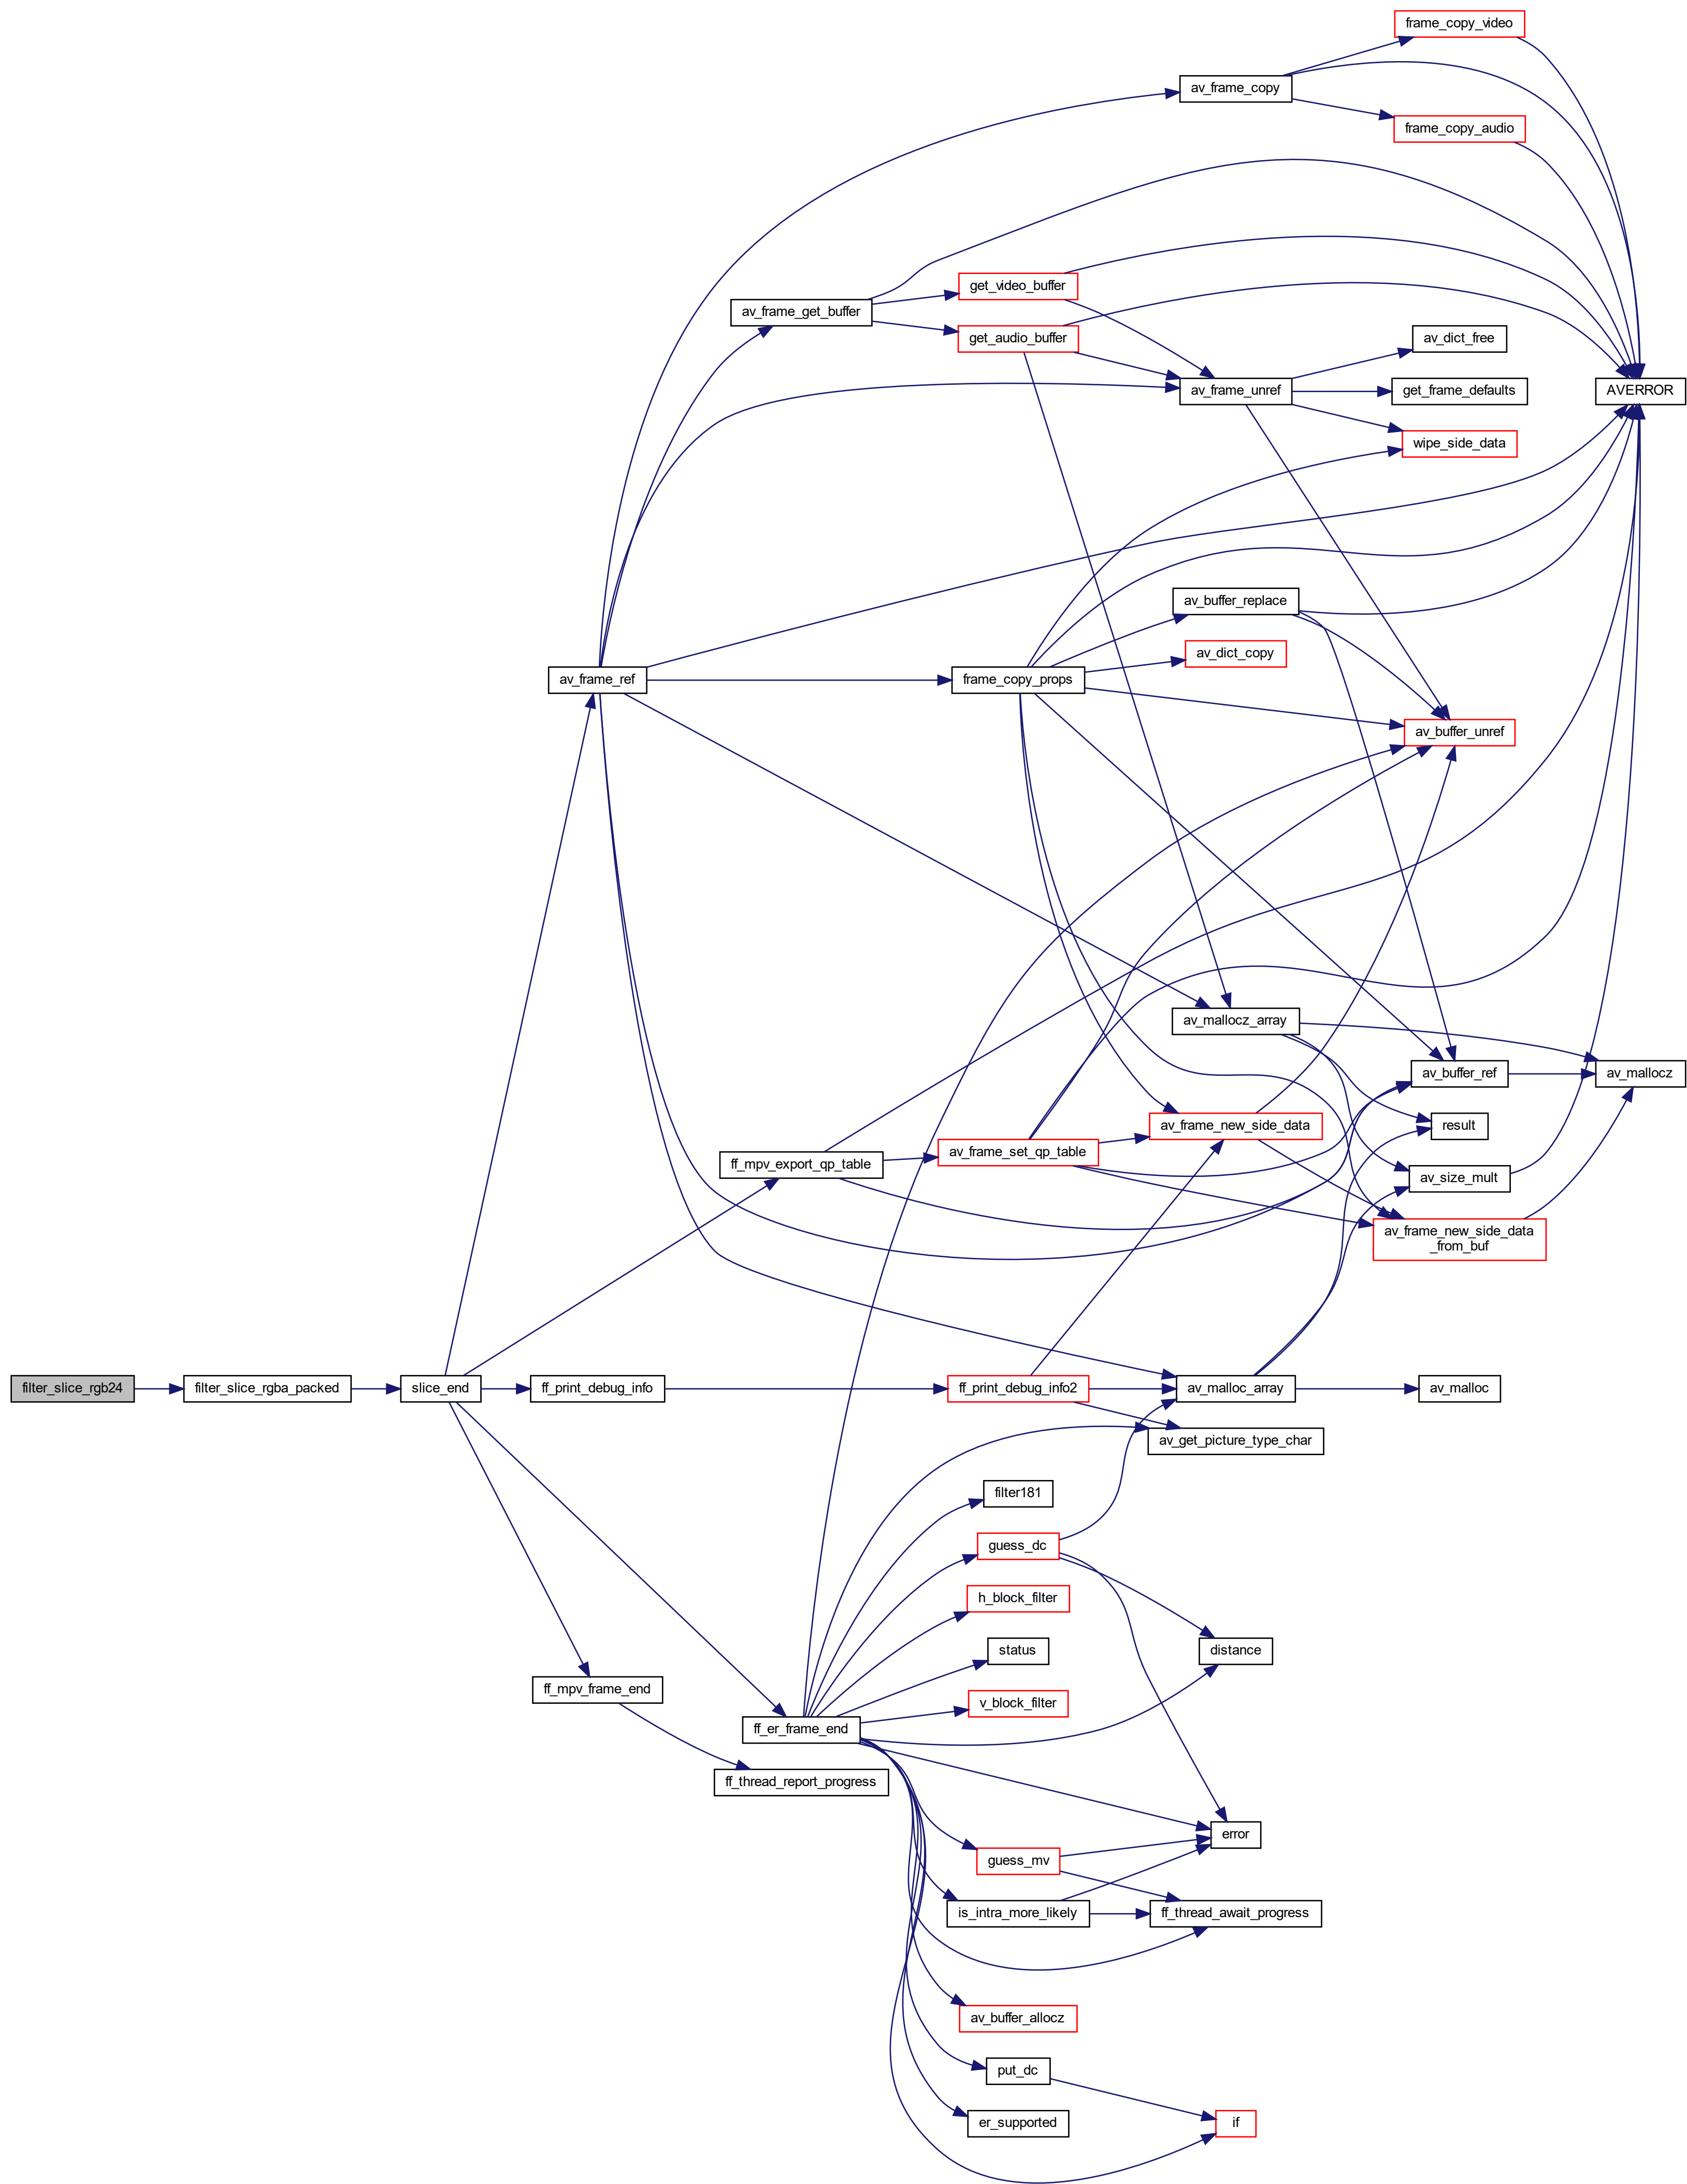 frame_copy_video
av_frame_copy
frame_copy_audio
get_video_buffer
av_frame_get_buffer
get_audio_buffer
av_dict_free
av_frame_unref
get_frame_defaults
AVERROR
wipe_side_data
av_buffer_replace
av_dict_copy
av_frame_ref
frame_copy_props
av_buffer_unref
av_mallocz_array
av_buffer_ref
av_mallocz
av_frame_new_side_data
result
av_frame_set_qp_table
ff_mpv_export_qp_table
av_size_mult
av_frame_new_side_data
_from_buf
filter_slice_rgb24
filter_slice_rgba_packed
slice_end
ff_print_debug_info
ff_print_debug_info2
av_malloc_array
av_malloc
av_get_picture_type_char
filter181
guess_dc
h_block_filter
status
distance
ff_mpv_frame_end
v_block_filter
ff_er_frame_end
ff_thread_report_progress
error
guess_mv
is_intra_more_likely
ff_thread_await_progress
av_buffer_allocz
put_dc
er_supported
if